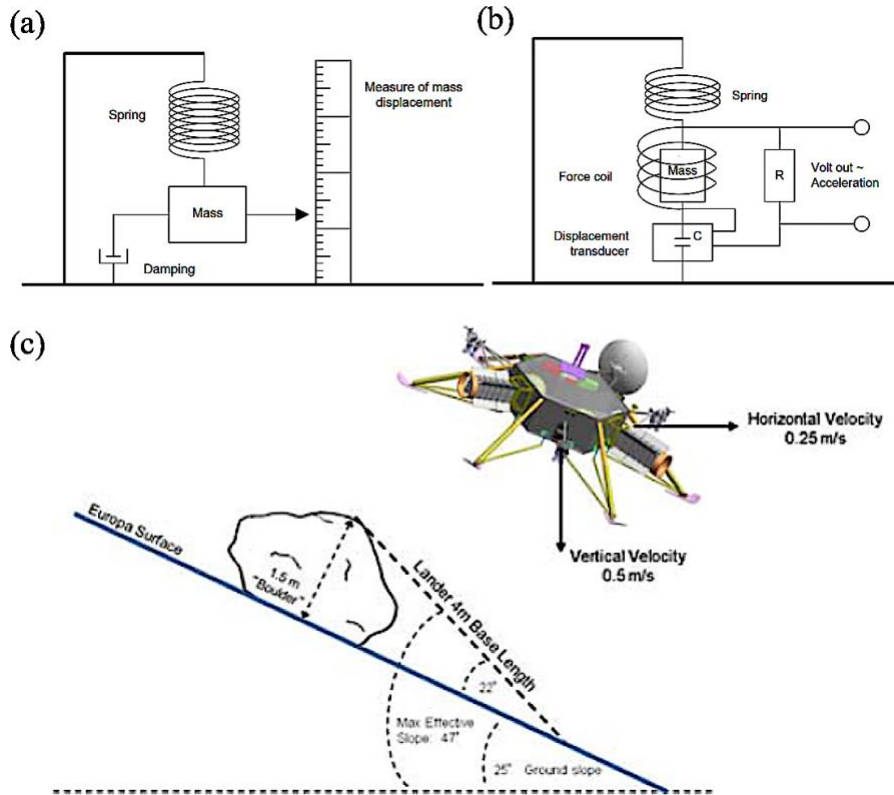 (a)
Spring
Measure of mass
displacement
Mass
Damping
(b)
Spring
Force coil
Mass
R
Volt out ~
Acceleration
Displacement
transducer
C
(c)
Horizontal Velocity
0.25 m/s
Vertical Velocity
0.5 m/s
Europa Surface
1.5 m
"Boulder"
Lander 4m Base Length
22°
Max Effective
Slope: 47°
25° Ground slope